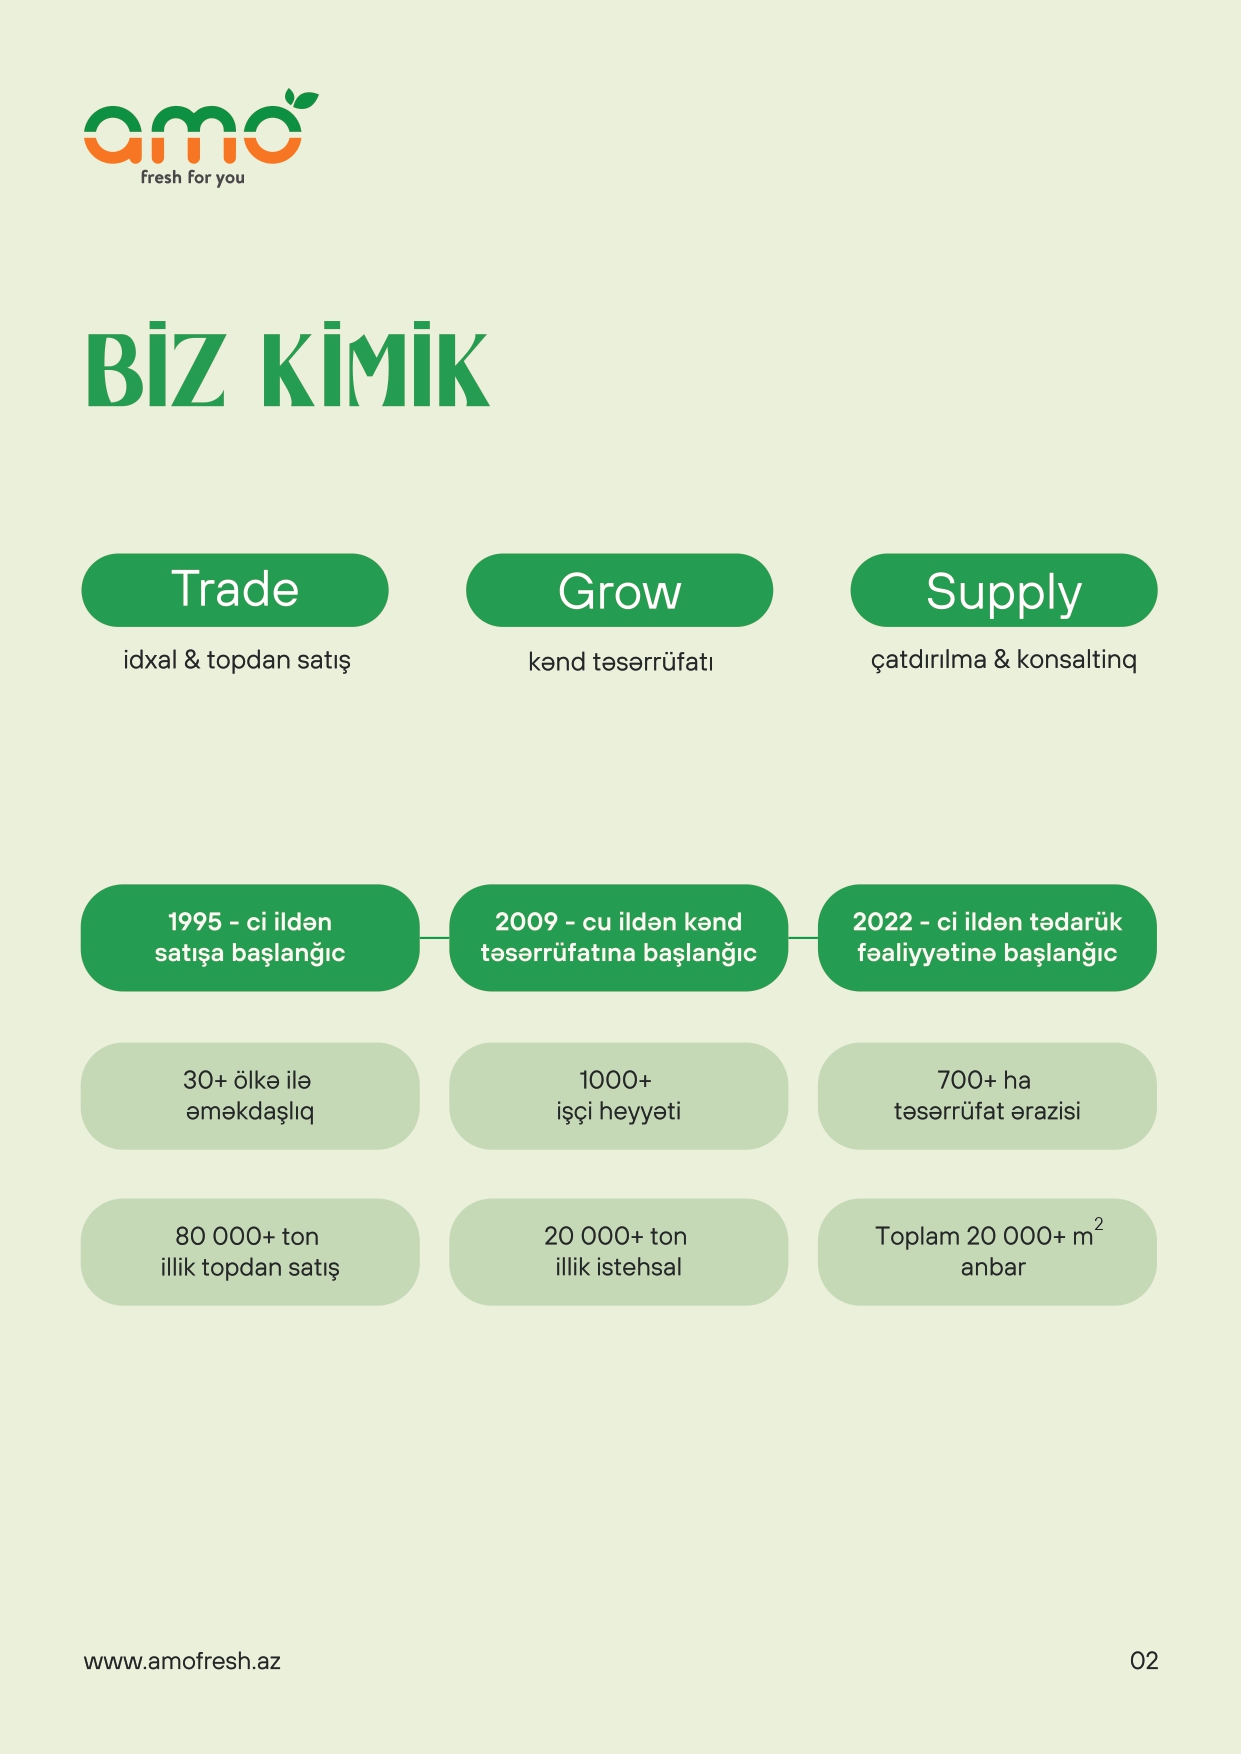 amo
fresh for you
BİZ KİMİK
Trade
idxal & topdan satış
Grow
kənd təsərrüfatı
Supply
çatdırılma & konsaltinq
1995 - ci ildən
satışa başlanğıc
2009 - cu ildən kənd
təsərrüfatına başlanğıc
2022 - ci ildən tədarük
fəaliyyətinə başlanğıc
30+ ölkə ilə
əməkdaşlıq
1000+
işçi heyyəti
700+ ha
təsərrüfat ərazisi
80 000+ ton
illik topdan satış
20 000+ ton
illik istehsal
Toplam 20 000+ m²
anbar
www.amofresh.az
02